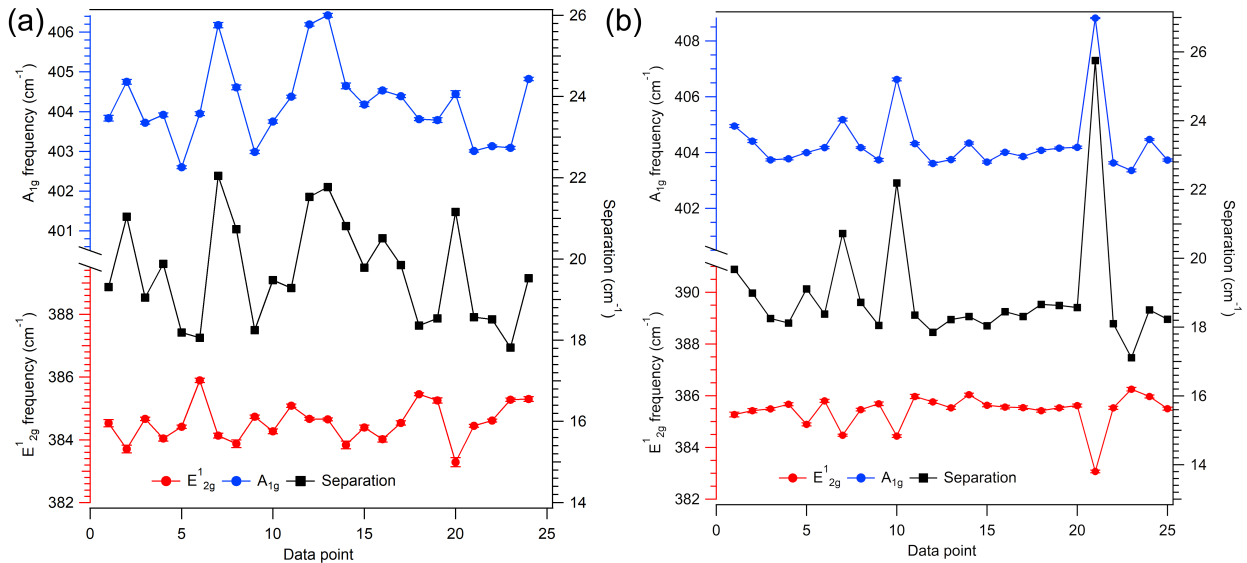 (a)
A1g frequency (cm-1)
406
405
404
403
402
401
E12g frequency (cm-1)
388
386
384
382
Separation (cm-1)
26
24
22
20
18
16
14
E12g A1g Separation
0 5 10 15 20 25
Data point
(b)
A1g frequency (cm-1)
408
406
404
402
E12g frequency (cm-1)
390
388
386
384
382
Separation (cm-1)
26
24
22
20
18
16
14
E12g A1g Separation
0 5 10 15 20 25
Data point